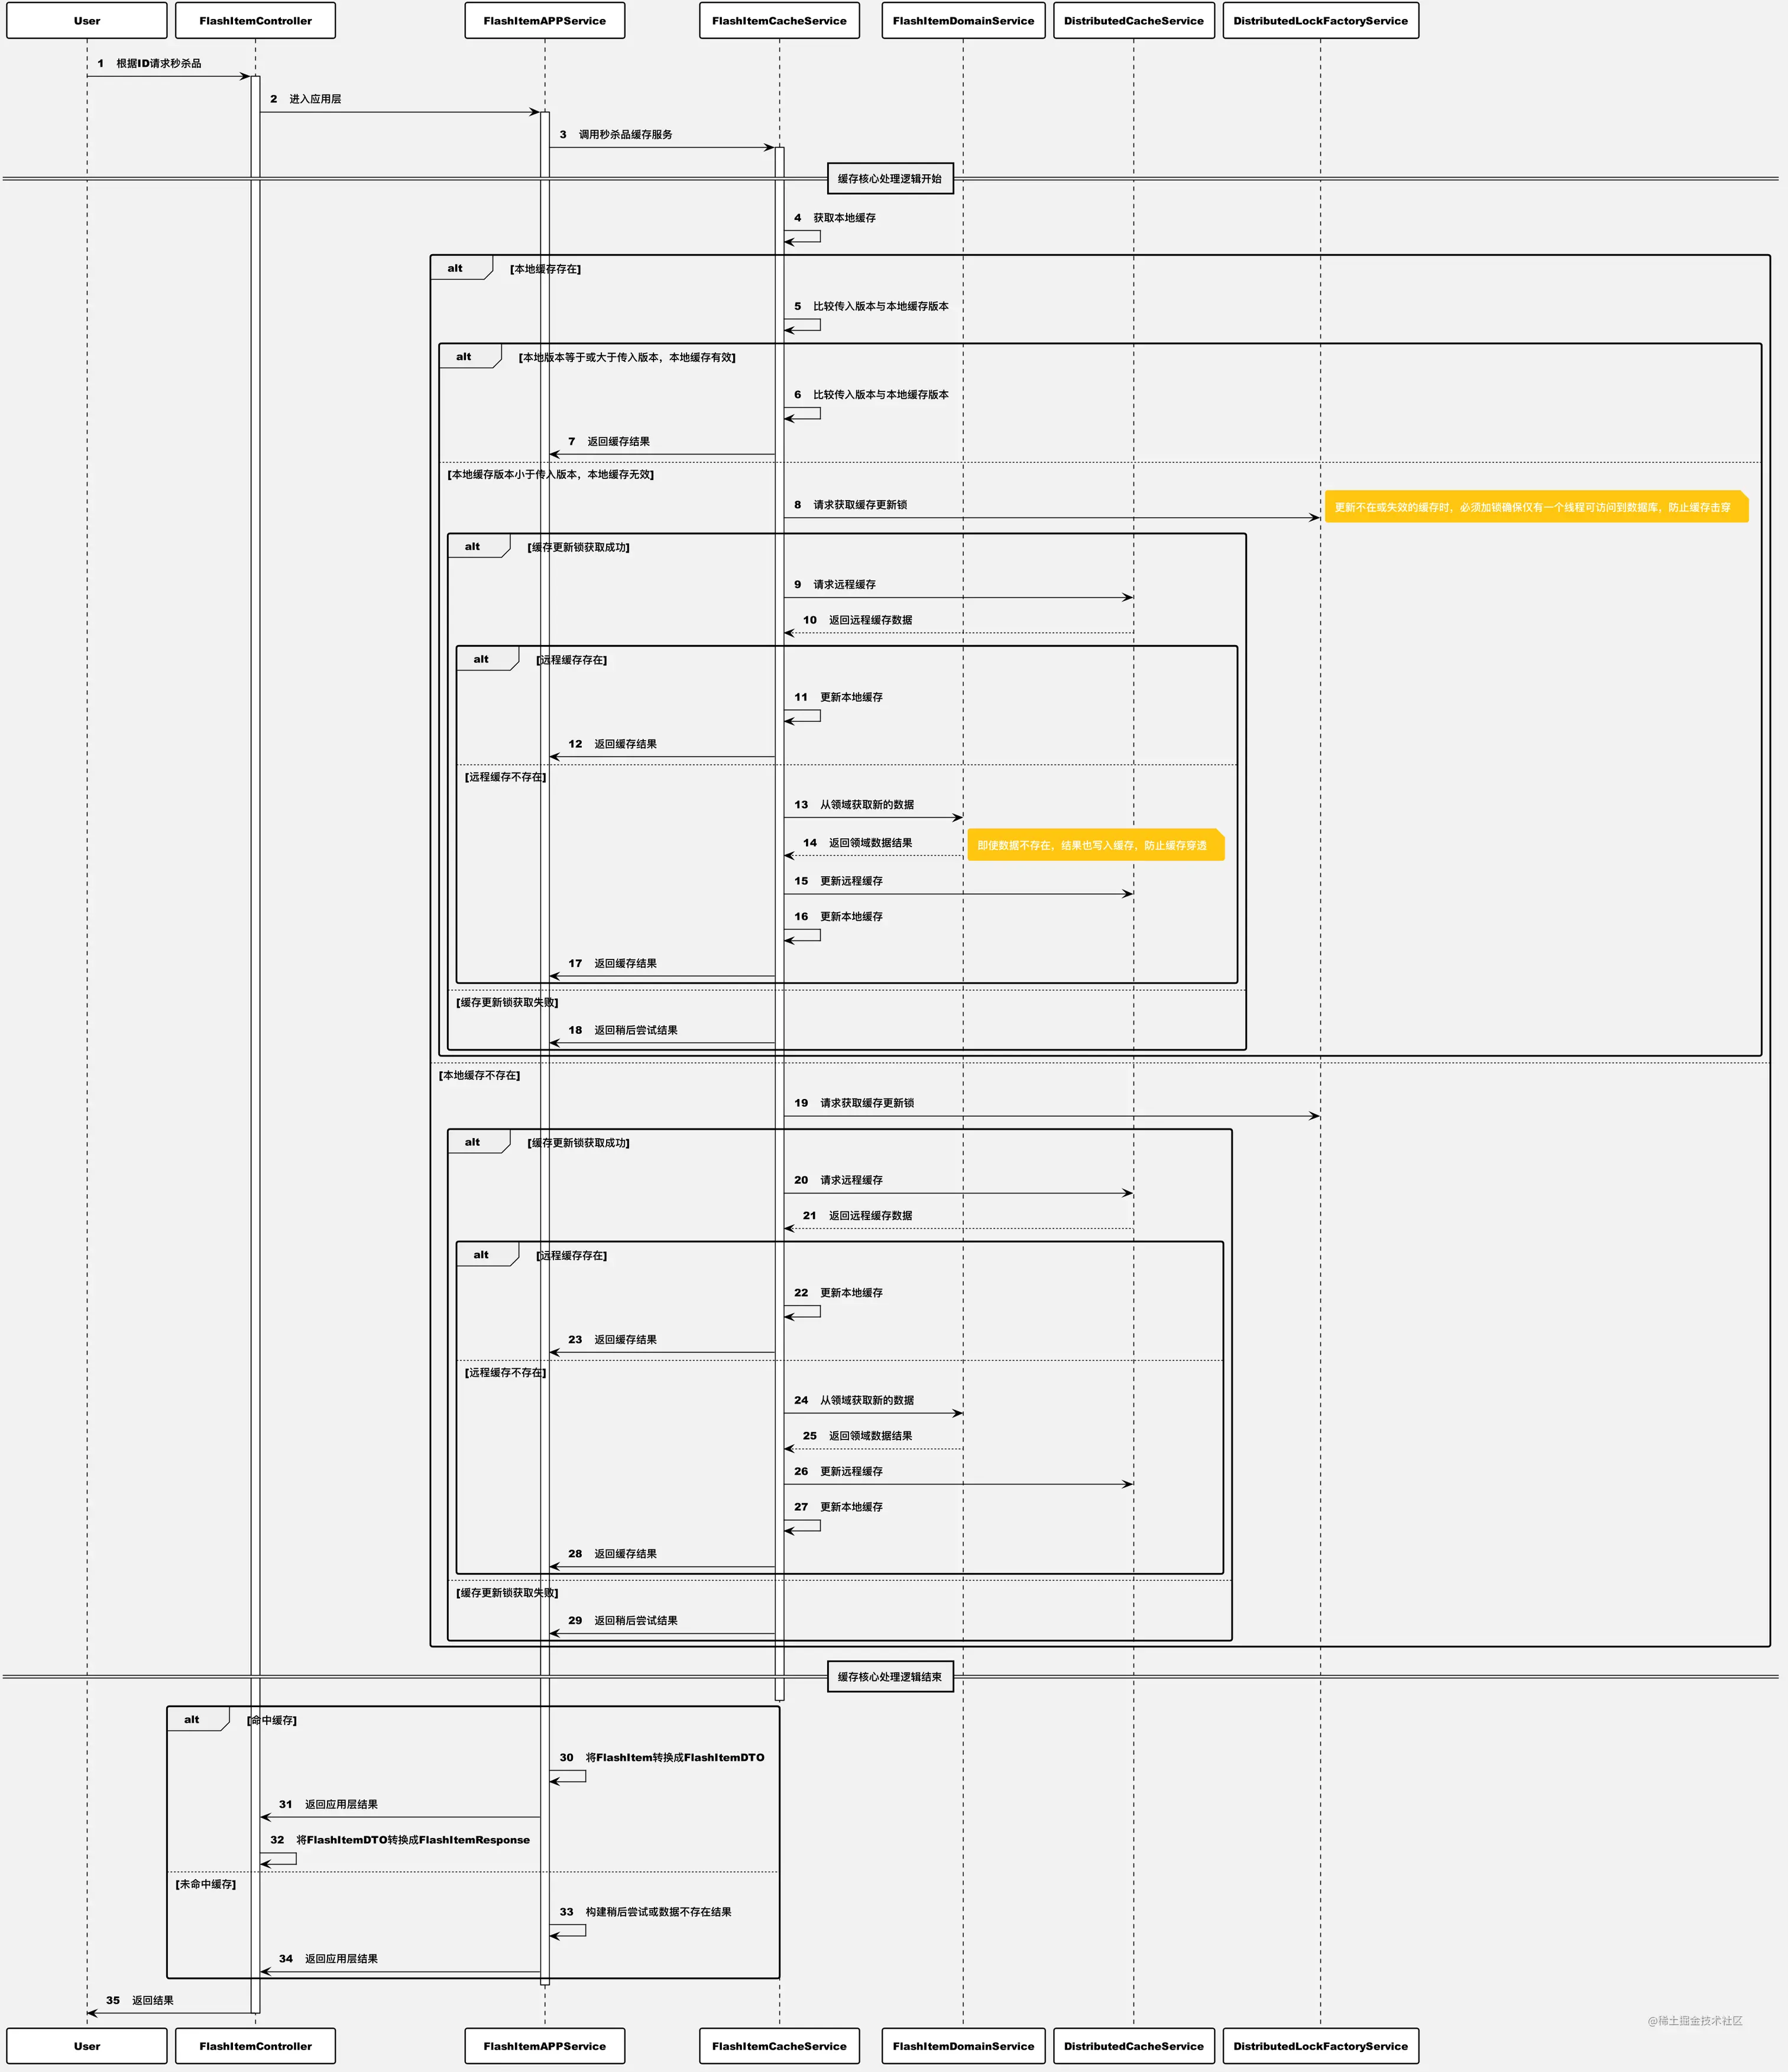 User
FlashItemController
FlashItemAPPService
FlashItemCacheService
FlashItemDomainService
DistributedCacheService
DistributedLockFactoryService
1 根据ID请求秒杀品
2 进入应用层
3 调用秒杀品缓存服务
缓存核心处理逻辑开始
4 获取本地缓存
alt [本地缓存存在]
5 比较传入版本与本地缓存版本
alt [本地版本等于或大于传入版本，本地缓存有效]
6 比较传入版本与本地缓存版本
7 返回缓存结果
[本地缓存版本小于传入版本，本地缓存无效]
8 请求获取缓存更新锁
更新不在或失效的缓存时，必须加锁确保仅有一个线程可访问到数据库，防止缓存击穿
alt [缓存更新锁获取成功]
9 请求远程缓存
10 返回远程缓存数据
alt [远程缓存存在]
11 更新本地缓存
12 返回缓存结果
[远程缓存不存在]
13 从领域获取新的数据
14 返回领域数据结果
即使数据不存在，结果也写入缓存，防止缓存穿透
15 更新远程缓存
16 更新本地缓存
17 返回缓存结果
[缓存更新锁获取失败]
18 返回稍后尝试结果
[本地缓存不存在]
19 请求获取缓存更新锁
alt [缓存更新锁获取成功]
20 请求远程缓存
21 返回远程缓存数据
alt [远程缓存存在]
22 更新本地缓存
23 返回缓存结果
[远程缓存不存在]
24 从领域获取新的数据
25 返回领域数据结果
26 更新远程缓存
27 更新本地缓存
28 返回缓存结果
[缓存更新锁获取失败]
29 返回稍后尝试结果
缓存核心处理逻辑结束
alt [命中缓存]
30 将FlashItem转换成FlashItemDTO
31 返回应用层结果
32 将FlashItemDTO转换成FlashItemResponse
[未命中缓存]
33 构建稍后尝试或数据不存在结果
34 返回应用层结果
35 返回结果
@稀土掘金技术社区
User
FlashItemController
FlashItemAPPService
FlashItemCacheService
FlashItemDomainService
DistributedCacheService
DistributedLockFactoryService